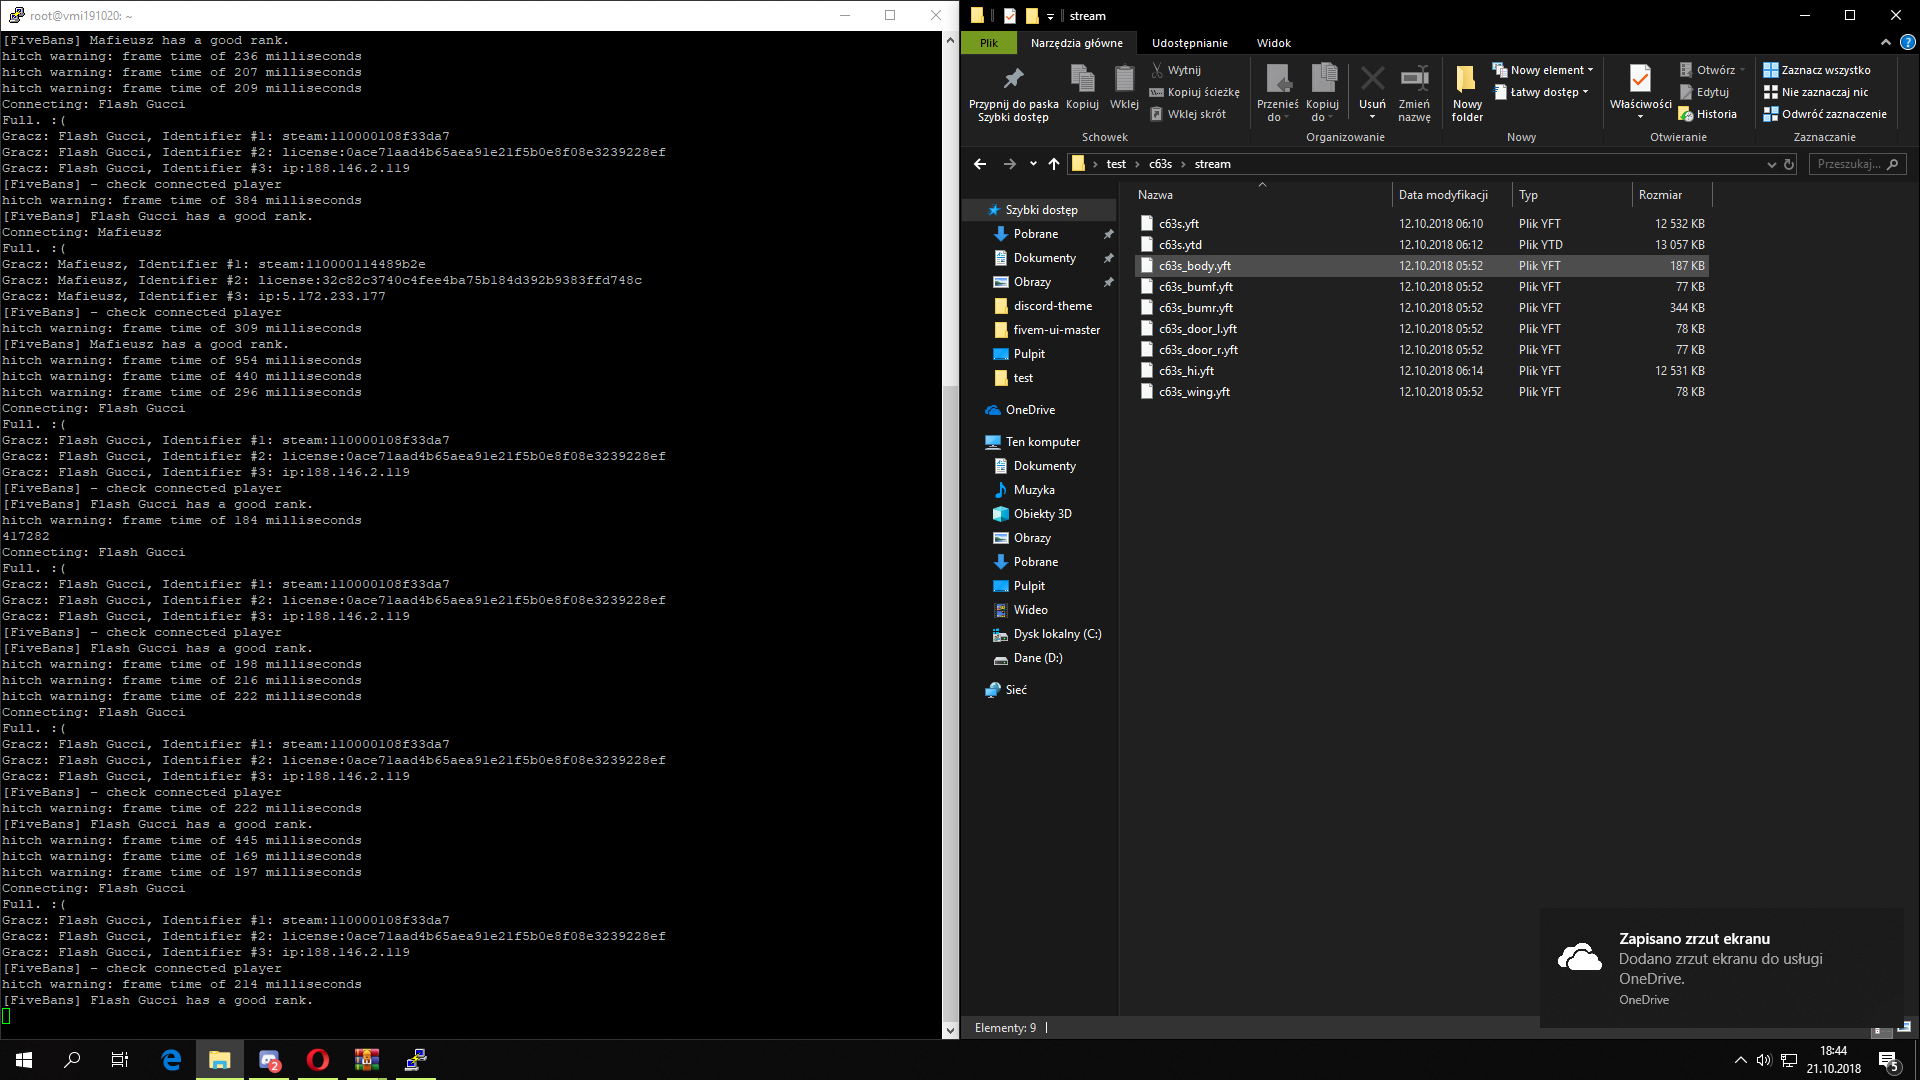 root@vmi191020: ~
[FiveBans] Mafieusz has a good rank.
hitch warning: frame time of 236 milliseconds
hitch warning: frame time of 207 milliseconds
hitch warning: frame time of 209 milliseconds
Connecting: Flash Gucci
Full. :(
Gracz: Flash Gucci, Identifier #1: steam:110000108f33da7
Gracz: Flash Gucci, Identifier #2: license:0ace71aad4b65aea91e21f5b0e8f08e3239228ef
Gracz: Flash Gucci, Identifier #3: ip:188.146.2.119
[FiveBans] - check connected player
hitch warning: frame time of 384 milliseconds
[FiveBans] Flash Gucci has a good rank.
Connecting: Mafieusz
Full. :(
Gracz: Mafieusz, Identifier #1: steam:110000114489b2e
Gracz: Mafieusz, Identifier #2: license:32c82c3740c4fee4ba75b184d392b9383ffd748c
Gracz: Mafieusz, Identifier #3: ip:5.172.233.177
[FiveBans] - check connected player
hitch warning: frame time of 309 milliseconds
[FiveBans] Mafieusz has a good rank.
hitch warning: frame time of 954 milliseconds
hitch warning: frame time of 440 milliseconds
hitch warning: frame time of 296 milliseconds
Connecting: Flash Gucci
Full. :(
Gracz: Flash Gucci, Identifier #1: steam:110000108f33da7
Gracz: Flash Gucci, Identifier #2: license:0ace71aad4b65aea91e21f5b0e8f08e3239228ef
Gracz: Flash Gucci, Identifier #3: ip:188.146.2.119
[FiveBans] - check connected player
[FiveBans] Flash Gucci has a good rank.
hitch warning: frame time of 184 milliseconds
417282
Connecting: Flash Gucci
Full. :(
Gracz: Flash Gucci, Identifier #1: steam:110000108f33da7
Gracz: Flash Gucci, Identifier #2: license:0ace71aad4b65aea91e21f5b0e8f08e3239228ef
Gracz: Flash Gucci, Identifier #3: ip:188.146.2.119
[FiveBans] - check connected player
[FiveBans] Flash Gucci has a good rank.
hitch warning: frame time of 198 milliseconds
hitch warning: frame time of 216 milliseconds
hitch warning: frame time of 222 milliseconds
Connecting: Flash Gucci
Full. :(
Gracz: Flash Gucci, Identifier #1: steam:110000108f33da7
Gracz: Flash Gucci, Identifier #2: license:0ace71aad4b65aea91e21f5b0e8f08e3239228ef
Gracz: Flash Gucci, Identifier #3: ip:188.146.2.119
[FiveBans] - check connected player
hitch warning: frame time of 222 milliseconds
[FiveBans] Flash Gucci has a good rank.
hitch warning: frame time of 445 milliseconds
hitch warning: frame time of 169 milliseconds
hitch warning: frame time of 197 milliseconds
Connecting: Flash Gucci
Full. :(
Gracz: Flash Gucci, Identifier #1: steam:110000108f33da7
Gracz: Flash Gucci, Identifier #2: license:0ace71aad4b65aea91e21f5b0e8f08e3239228ef
Gracz: Flash Gucci, Identifier #3: ip:188.146.2.119
[FiveBans] - check connected player
hitch warning: frame time of 214 milliseconds
[FiveBans] Flash Gucci has a good rank.
stream
Plik Narzędzia główne Udostępnianie Widok
Przypnij do paska Szybki dostęp
Kopiuj
Wklej
Wytnij
Kopiuj ścieżkę
Wklej skrót
Schowek
Przenieś do
Kopiuj do
Usuń
Zmień nazwę
Organizowanie
Nowy folder
Nowy element
Łatwy dostęp
Nowy
Właściwości
Otwórz
Edytuj
Historia
Otwieranie
Zaznacz wszystko
Nie zaznaczaj nic
Odwróć zaznaczenie
Zaznaczanie
test › c63s › stream
Przeszukaj...
Szybki dostęp
Pobrane
Dokumenty
Obrazy
discord-theme
fivem-ui-master
Pulpit
test
OneDrive
Ten komputer
Dokumenty
Muzyka
Obiekty 3D
Obrazy
Pobrane
Pulpit
Wideo
Dysk lokalny (C:)
Dane (D:)
Sieć
Nazwa Data modyfikacji Typ Rozmiar
c63s.yft 12.10.2018 06:10 Plik YFT 12 532 KB
c63s.ytd 12.10.2018 06:12 Plik YTD 13 057 KB
c63s_body.yft 12.10.2018 05:52 Plik YFT 187 KB
c63s_bumf.yft 12.10.2018 05:52 Plik YFT 77 KB
c63s_bumr.yft 12.10.2018 05:52 Plik YFT 344 KB
c63s_door_l.yft 12.10.2018 05:52 Plik YFT 78 KB
c63s_door_r.yft 12.10.2018 05:52 Plik YFT 77 KB
c63s_hi.yft 12.10.2018 06:14 Plik YFT 12 531 KB
c63s_wing.yft 12.10.2018 05:52 Plik YFT 78 KB
Zapisano zrzut ekranu
Dodano zrzut ekranu do usługi
OneDrive.
OneDrive
Elementy: 9
2
18:44
21.10.2018
5